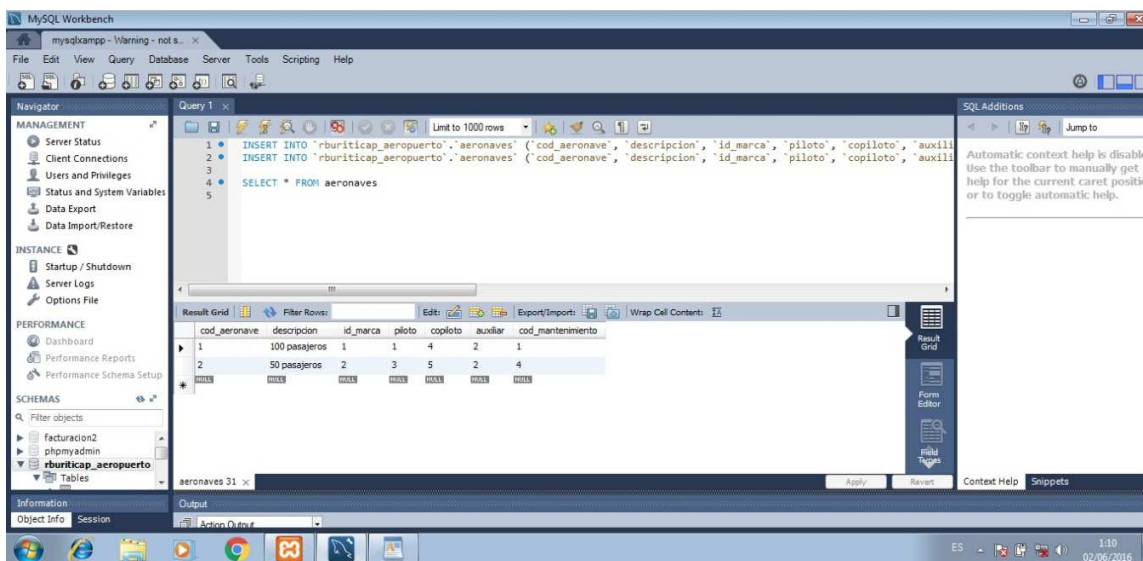 MySQL Workbench
mysqlxampp - Warning - not s...
File Edit View Query Database Server Tools Scripting Help
Navigator
MANAGEMENT
Server Status
Client Connections
Users and Privileges
Status and System Variables
Data Export
Data Import/Restore
INSTANCE
Startup / Shutdown
Server Logs
Options File
PERFORMANCE
Dashboard
Performance Reports
Performance Schema Setup
SCHEMAS
Filter objects
facturacion2
phpmyadmin
rburiticap_aeropuerto
Tables
Information
Object Info Session
Query 1
Limit to 1000 rows
1 INSERT INTO `rburiticap_aeropuerto`.`aeronaves` (`cod_aeronave`, `descripcion`, `id_marca`, `piloto`, `copiloto`, `auxili
2 INSERT INTO `rburiticap_aeropuerto`.`aeronaves` (`cod_aeronave`, `descripcion`, `id_marca`, `piloto`, `copiloto`, `auxili
3
4 SELECT * FROM aeronaves
5
Result Grid Filter Rows: Edit: Export/Import: Wrap Cell Content:
cod_aeronave descripcion id_marca piloto copiloto auxiliar cod_mantenimiento
1 100 pasajeros 1 1 4 2 1
2 50 pasajeros 2 3 5 2 4
NULL NULL NULL NULL NULL NULL NULL
Result Grid
Form Editor
Field Types
aeronaves 31
Apply Revert
Output
Action Output
SQL Additions
Jump to
Automatic context help is disable
Use the toolbar to manually get
help for the current caret positio
or to toggle automatic help.
Context Help Snippets
ES
1:10
02/06/2016